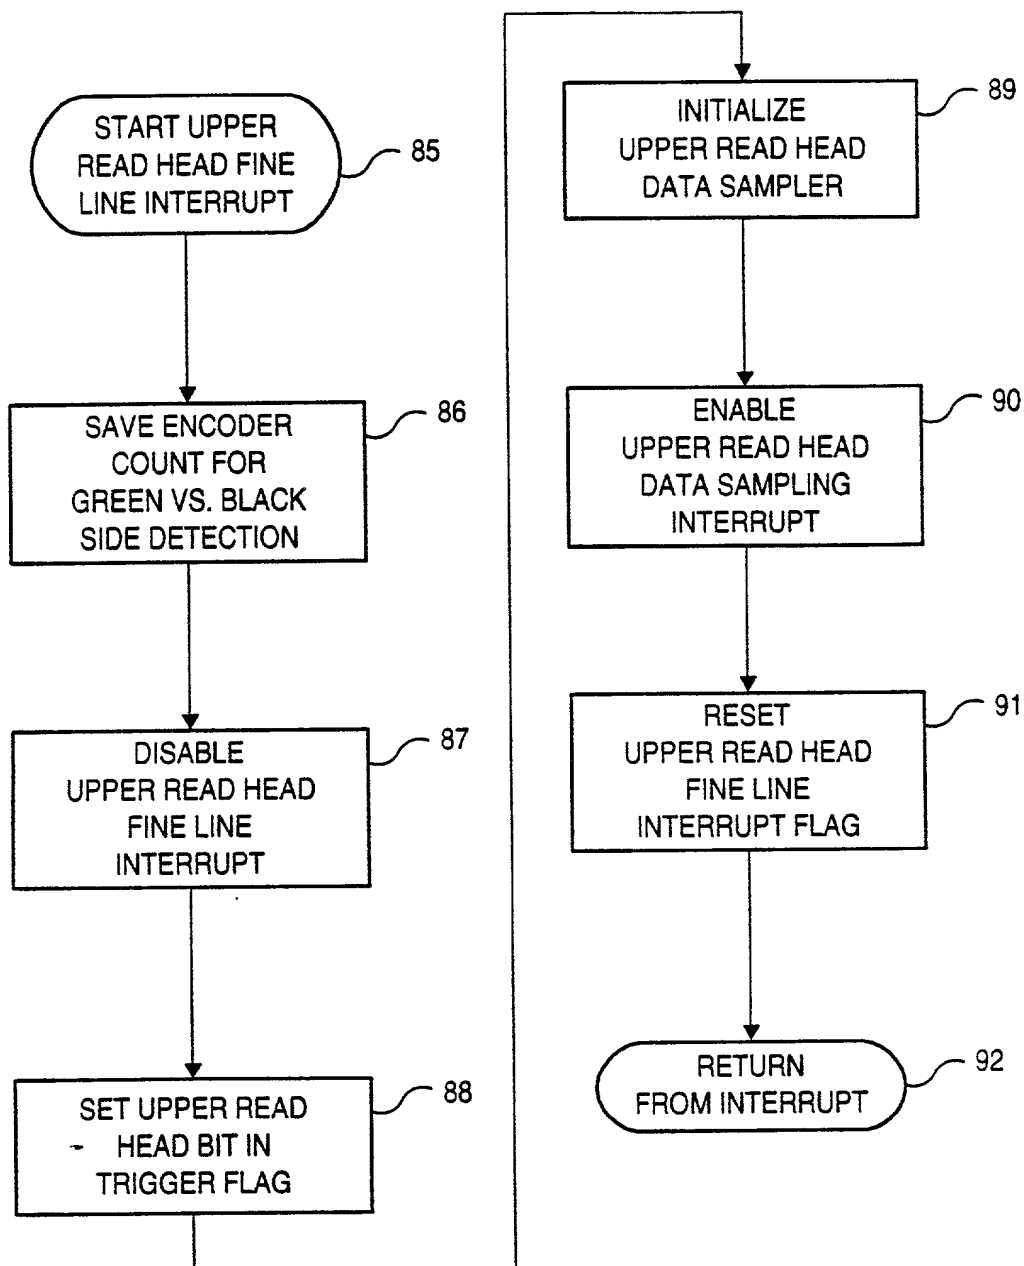 START UPPER
READ HEAD FINE
LINE INTERRUPT
85
SAVE ENCODER
COUNT FOR
GREEN VS. BLACK
SIDE DETECTION
86
DISABLE
UPPER READ HEAD
FINE LINE
INTERRUPT
87
SET UPPER READ
HEAD BIT IN
TRIGGER FLAG
88
INITIALIZE
UPPER READ HEAD
DATA SAMPLER
89
ENABLE
UPPER READ HEAD
DATA SAMPLING
INTERRUPT
90
RESET
UPPER READ HEAD
FINE LINE
INTERRUPT FLAG
91
RETURN
FROM INTERRUPT
92